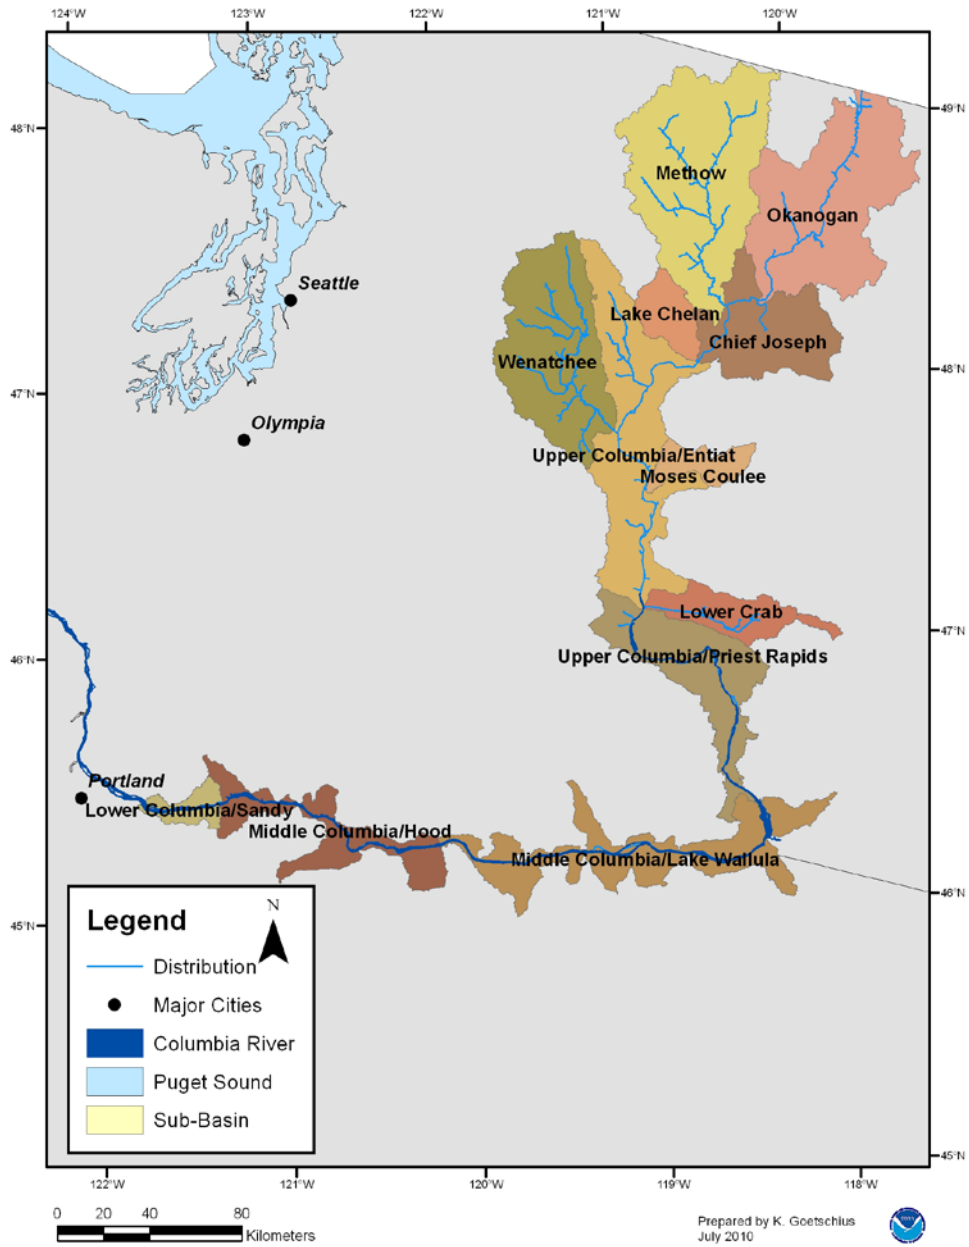 124°W 123°W 122°W 121°W 120°W
49°N
48°N
Methow
Okanogan
Seattle
Lake Chelan
Chief Joseph
Wenatchee
48°N
47°N
Olympia
Upper Columbia/Entiat
Moses Coulee
Lower Crab
47°N
46°N
Upper Columbia/Priest Rapids
Portland
Lower Columbia/Sandy
Middle Columbia/Hood
Middle Columbia/Lake Wallula
46°N
45°N
N
Legend
Distribution
Major Cities
Columbia River
Puget Sound
Sub-Basin
45°N
122°W 121°W 120°W 119°W 118°W
0 20 40 80
Kilometers
Prepared by K. Goetschius
July 2010